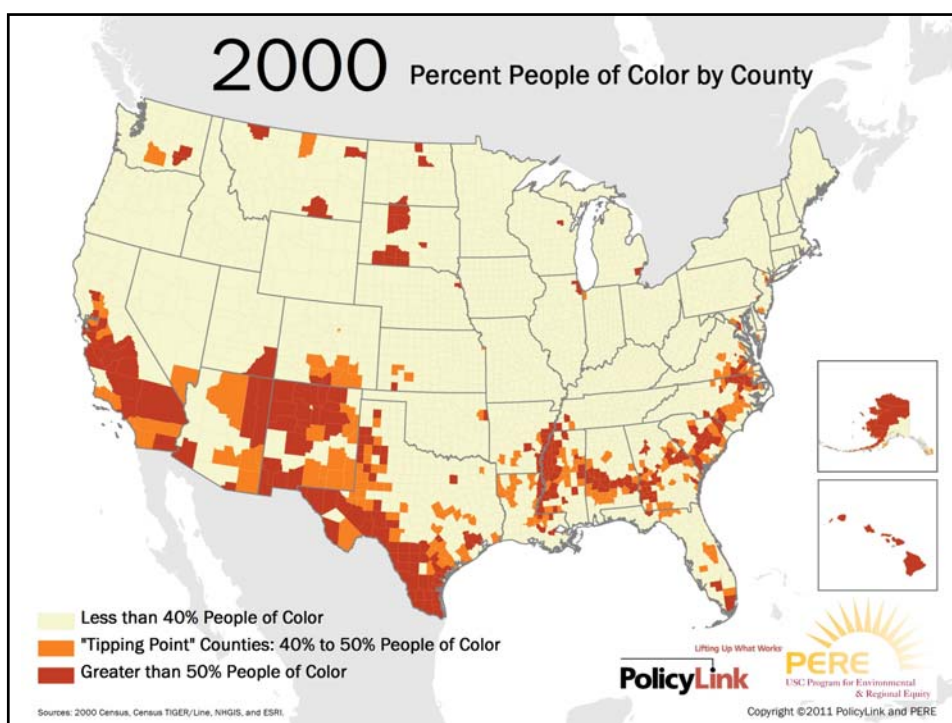 2000 Percent People of Color by County
Less than 40% People of Color
"Tipping Point" Counties: 40% to 50% People of Color
Greater than 50% People of Color
Lifting Up What Works
PolicyLink
PERE
USC Program for Environmental
& Regional Equity
Sources: 2000 Census, Census TIGER/Line, NHGIS, and ESRI.
Copyright ©2011 PolicyLink and PERE